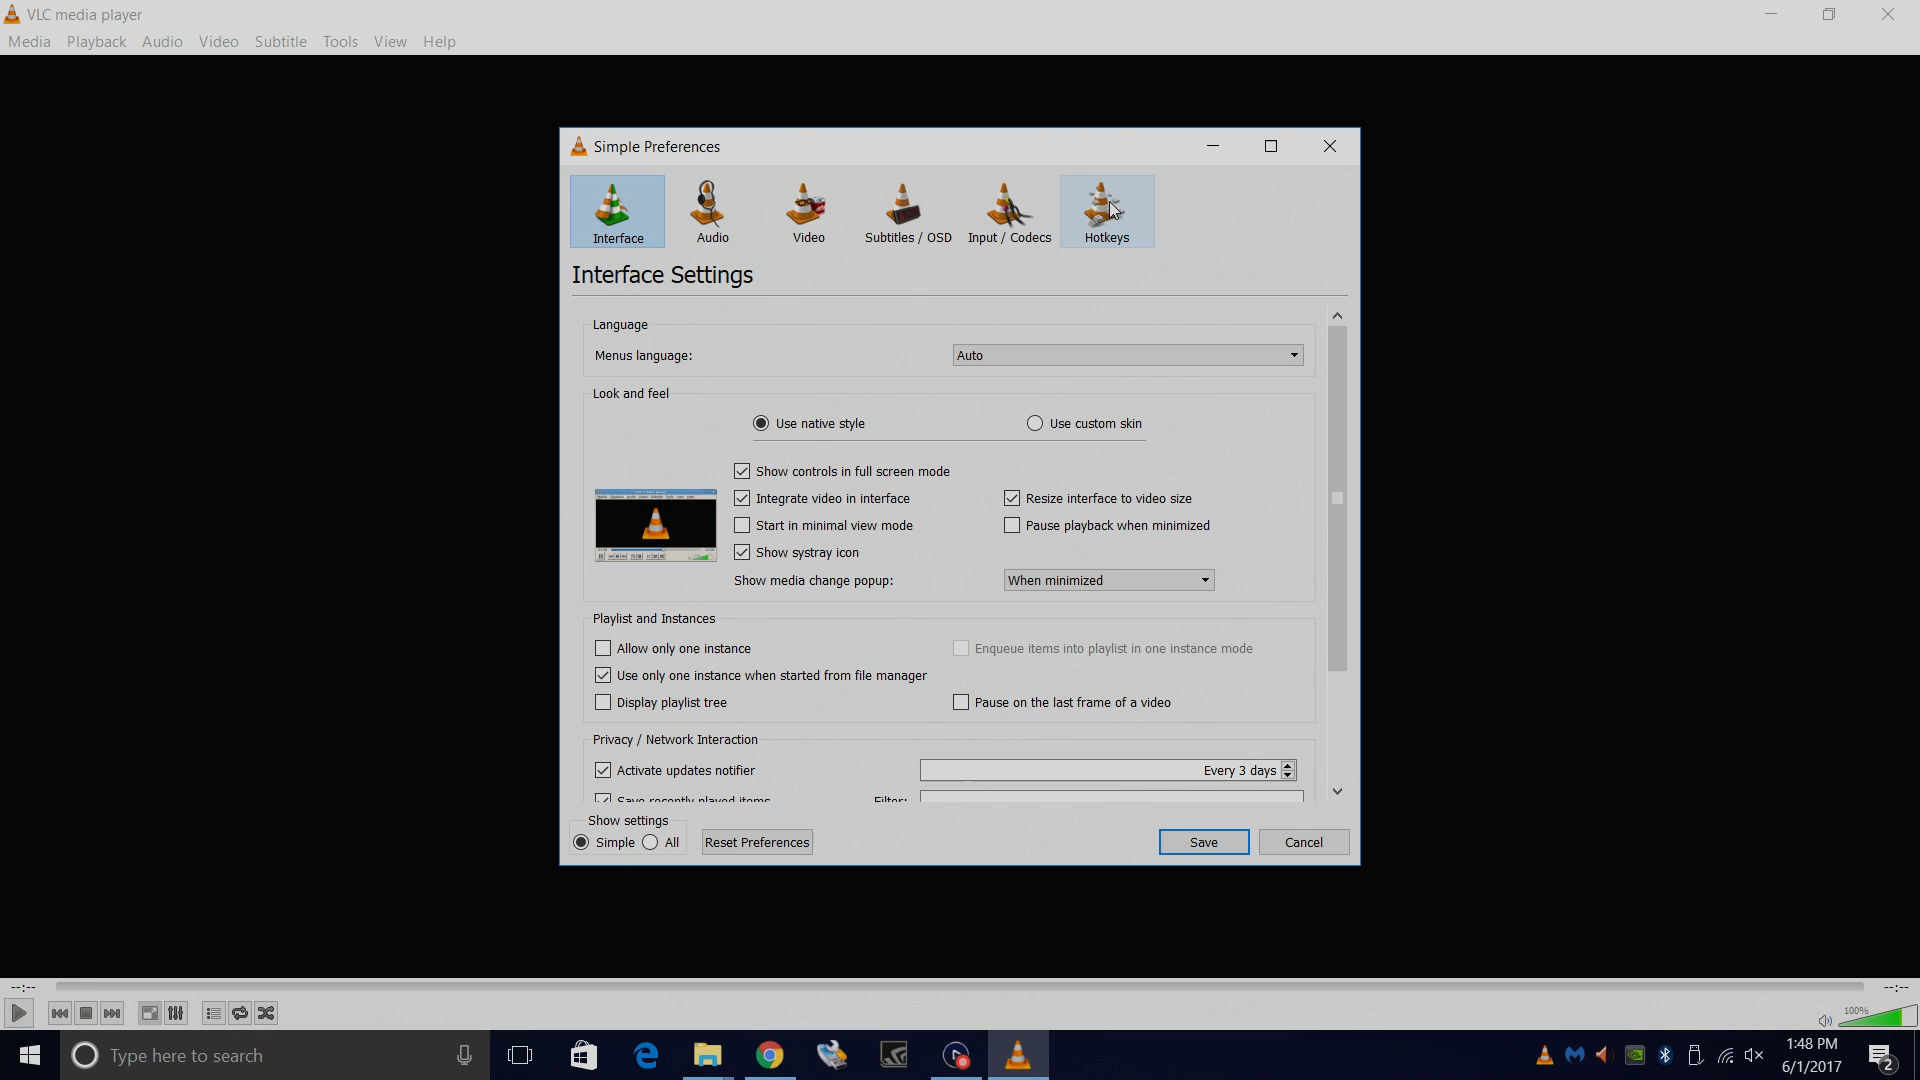 VLC media player
Media Playback Audio Video Subtitle Tools View Help
Simple Preferences
Interface Audio Video Subtitles / OSD Input / Codecs Hotkeys
Interface Settings
Language
Menus language: Auto
Look and feel
Use native style Use custom skin
Show controls in full screen mode
Integrate video in interface Resize interface to video size
Start in minimal view mode Pause playback when minimized
Show systray icon
Show media change popup: When minimized
Playlist and Instances
Allow only one instance Enqueue items into playlist in one instance mode
Use only one instance when started from file manager
Display playlist tree Pause on the last frame of a video
Privacy / Network Interaction
Activate updates notifier Every 3 days
Save recently played items Filter:
Show settings
Simple All Reset Preferences Save Cancel
--:-- --:--
100%
Type here to search
1:48 PM
6/1/2017
2